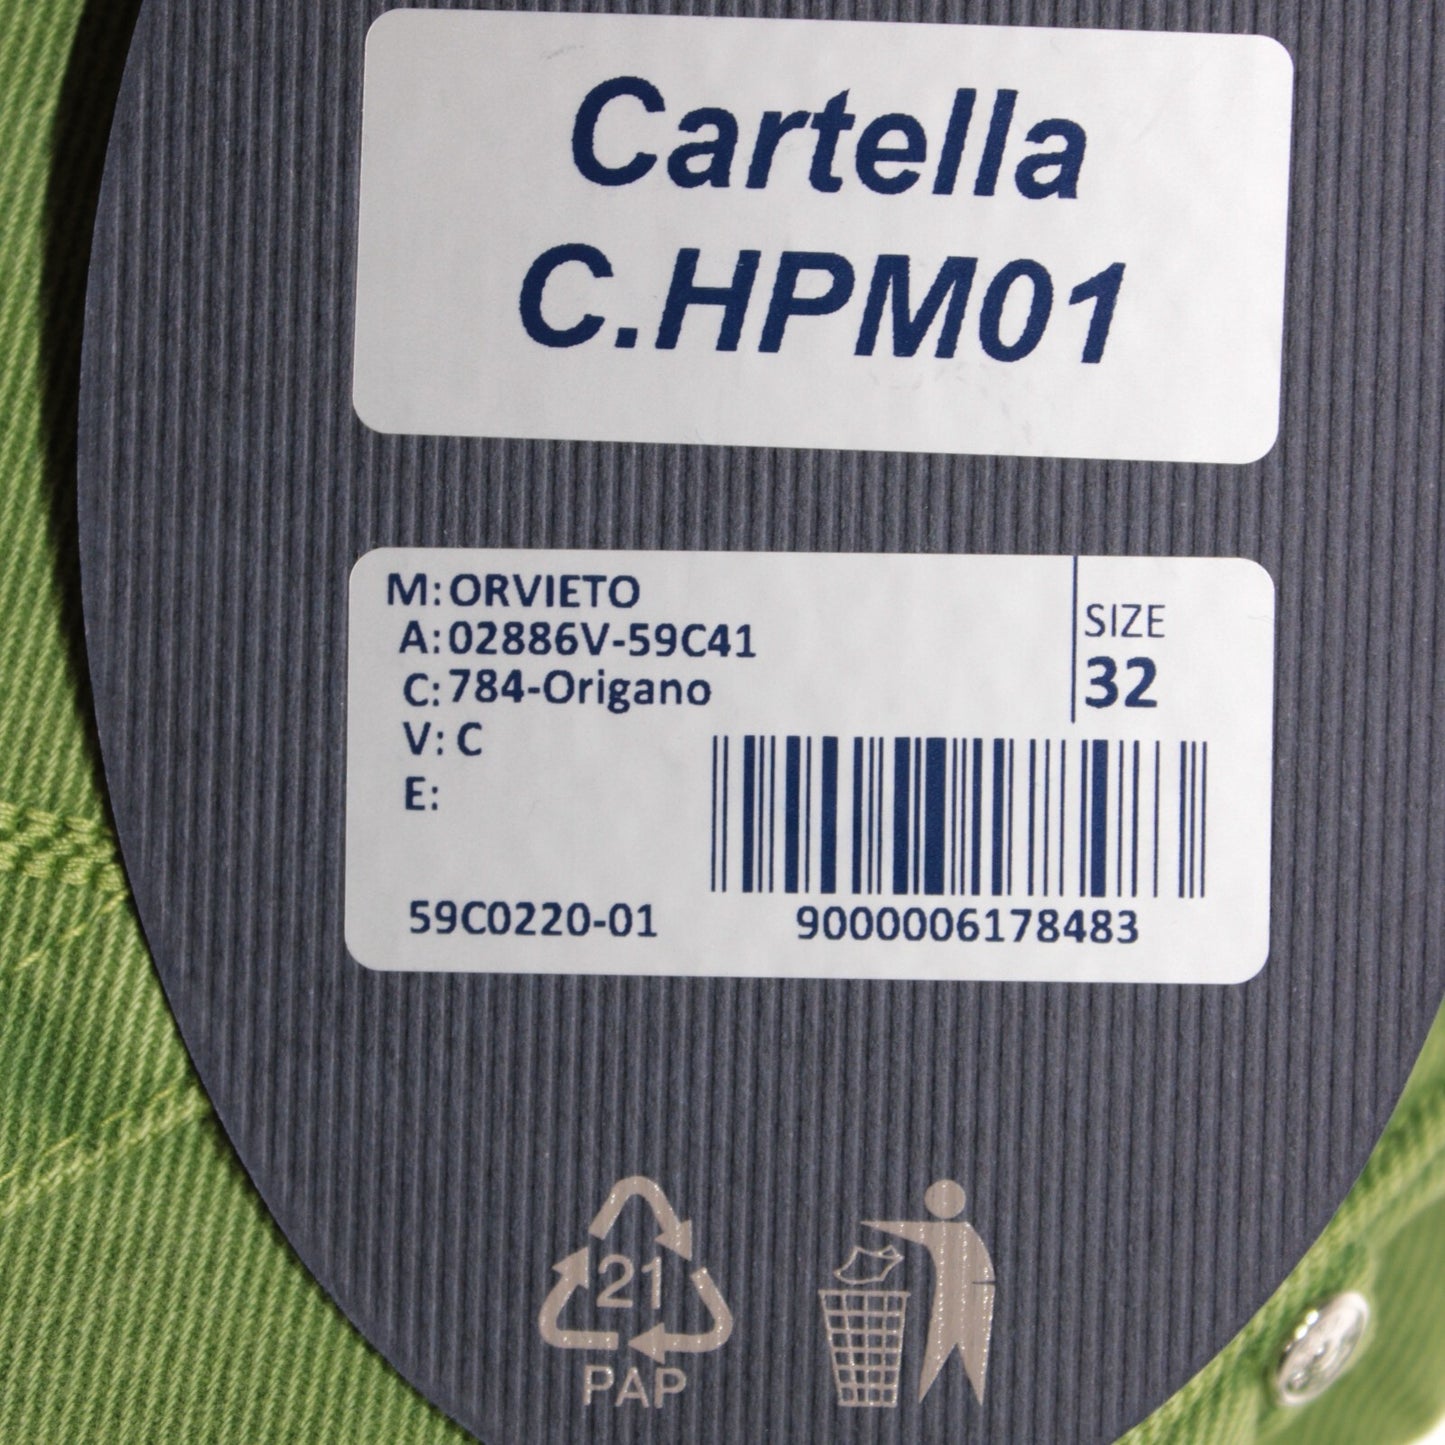 Cartella
C.HPM01
M: ORVIETO
A: 02886V-59C41
C: 784-Origano
V: C
E:
SIZE
32
59C0220-01
9000006178483
21
PAP